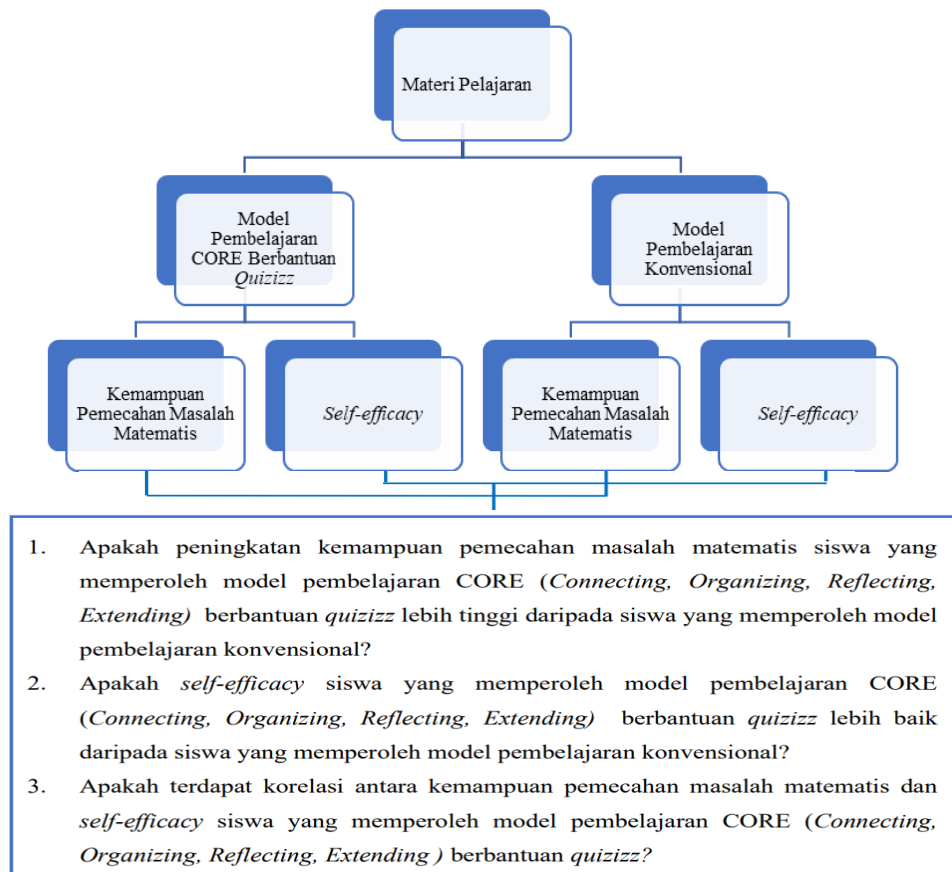 Materi Pelajaran
Model
Pembelajaran
CORE Berbantuan
Quizizz
Model
Pembelajaran
Konvensional
Kemampuan
Pemecahan Masalah
Matematis
Self-efficacy
Kemampuan
Pemecahan Masalah
Matematis
Self-efficacy
1. Apakah peningkatan kemampuan pemecahan masalah matematis siswa yang
memperoleh model pembelajaran CORE (Connecting, Organizing, Reflecting,
Extending) berbantuan quizizz lebih tinggi daripada siswa yang memperoleh model
pembelajaran konvensional?
2. Apakah self-efficacy siswa yang memperoleh model pembelajaran CORE
(Connecting, Organizing, Reflecting, Extending) berbantuan quizizz lebih baik
daripada siswa yang memperoleh model pembelajaran konvensional?
3. Apakah terdapat korelasi antara kemampuan pemecahan masalah matematis dan
self-efficacy siswa yang memperoleh model pembelajaran CORE (Connecting,
Organizing, Reflecting, Extending ) berbantuan quizizz?